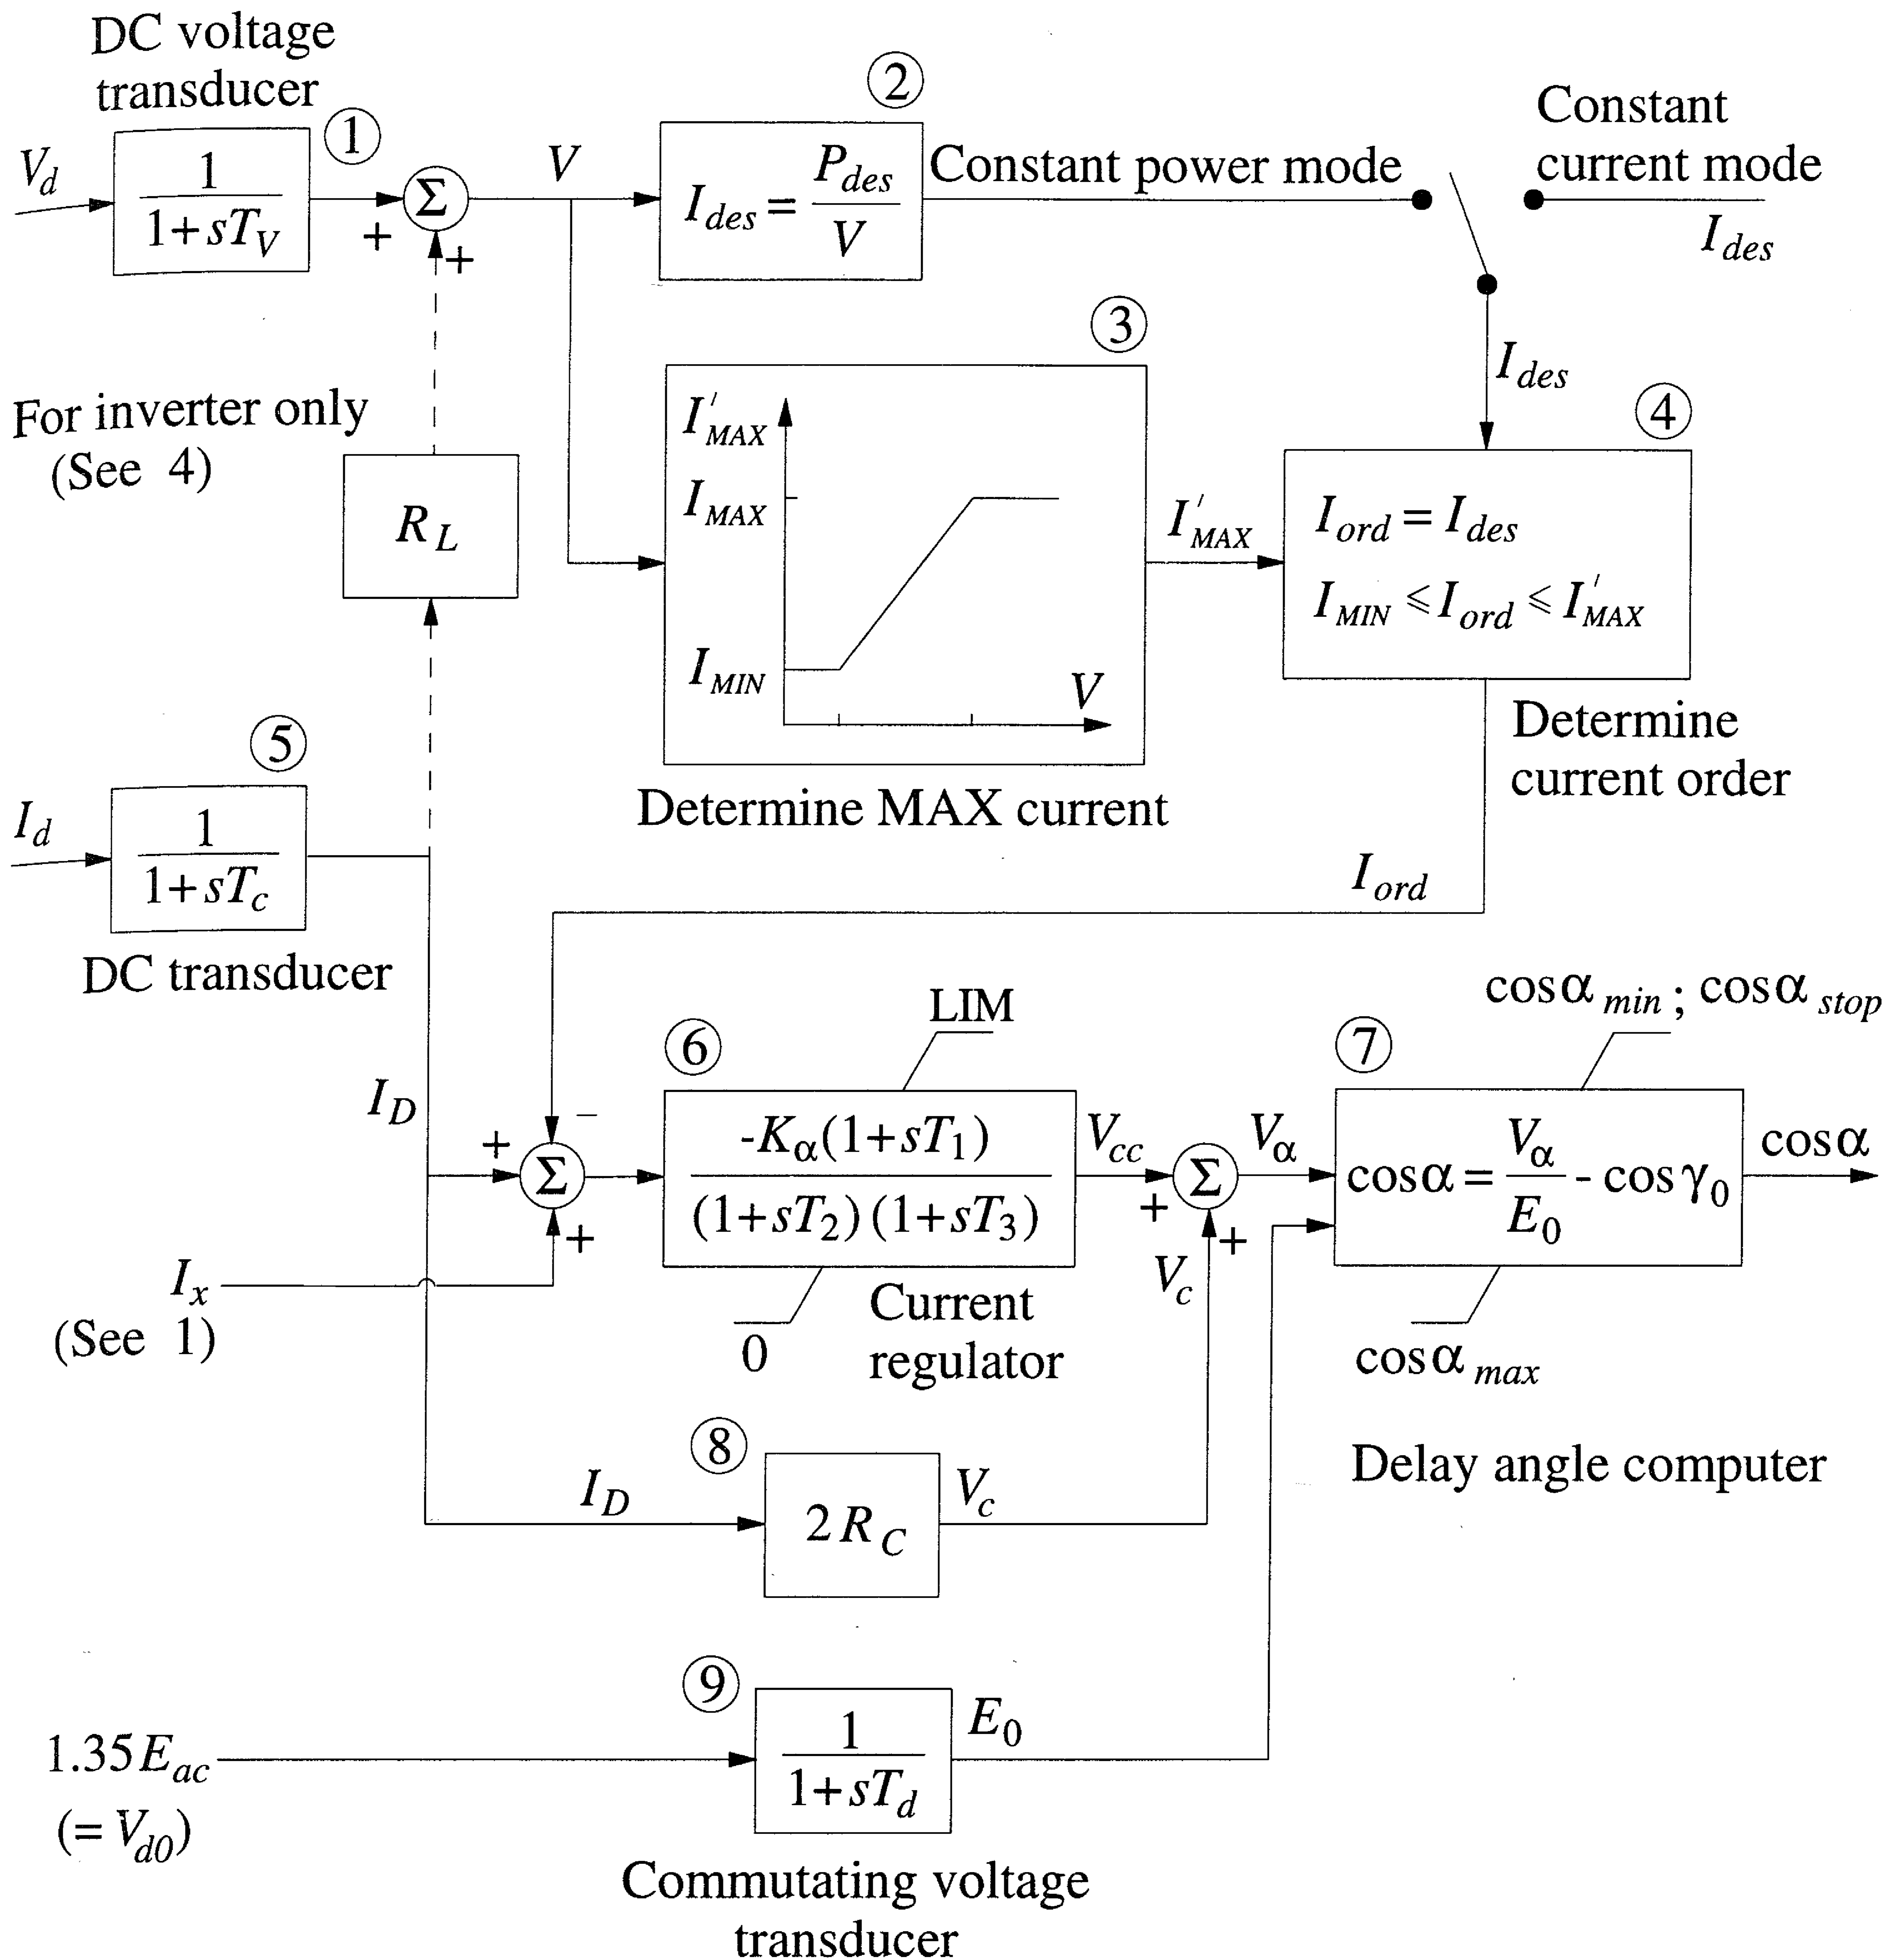 DC voltage
transducer
①
V_d
1
1+sT_V
+
Σ
+
V
②
I_des = P_des / V
Constant power mode
Constant
current mode
I_des
For inverter only
(See 4)
R_L
③
I'_MAX
I_MAX
I_MIN
V
Determine MAX current
I'_MAX
I_des
④
I_ord = I_des
I_MIN ⩽ I_ord ⩽ I'_MAX
Determine
current order
⑤
I_d
1
1+sT_c
DC transducer
I_ord
I_D
+
−
Σ
+
I_x
(See 1)
⑥
LIM
-K_α(1+sT_1)
(1+sT_2)(1+sT_3)
0
Current
regulator
V_cc
+
Σ
+
V_c
V_α
⑦
cosα_min ; cosα_stop
cosα = V_α / E_0 - cosγ_0
cosα_max
cosα
Delay angle computer
⑧
I_D
2R_C
V_c
⑨
1.35E_ac
(= V_d0)
1
1+sT_d
E_0
Commutating voltage
transducer